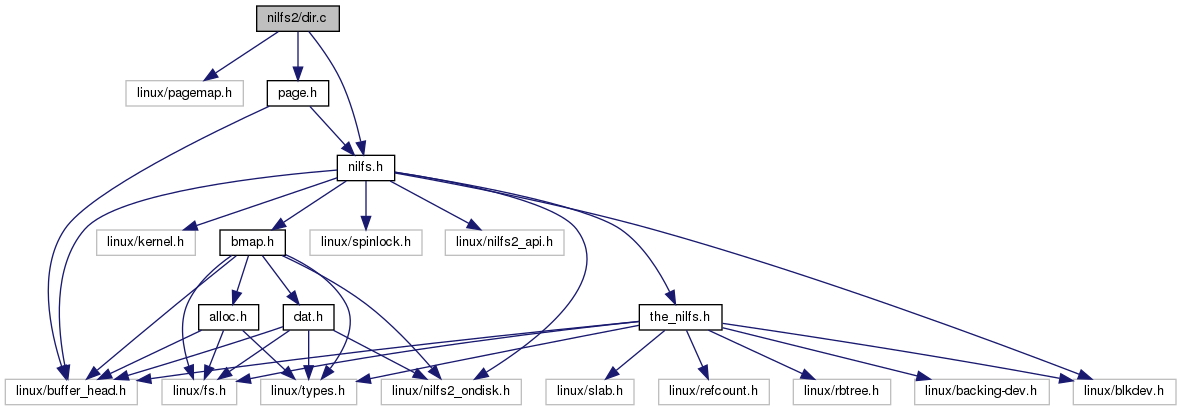 nilfs2/dir.c
linux/pagemap.h
page.h
nilfs.h
linux/kernel.h
bmap.h
linux/spinlock.h
linux/nilfs2_api.h
alloc.h
dat.h
the_nilfs.h
linux/buffer_head.h
linux/fs.h
linux/types.h
linux/nilfs2_ondisk.h
linux/slab.h
linux/refcount.h
linux/rbtree.h
linux/backing-dev.h
linux/blkdev.h